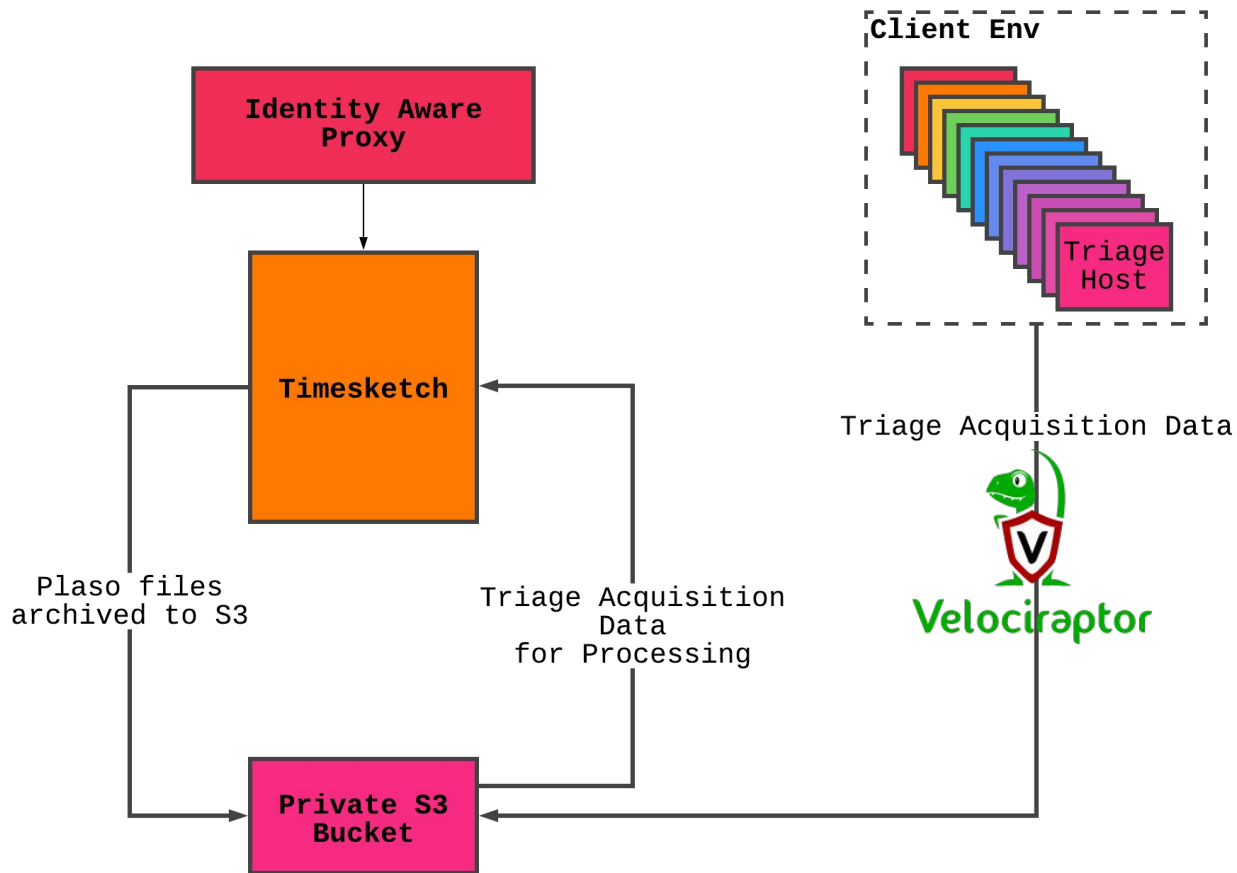 Client Env
Identity Aware
Proxy
Triage
Host
Timesketch
Triage Acquisition Data
V
Velociraptor
Plaso files
archived to S3
Triage Acquisition
Data
for Processing
Private S3
Bucket